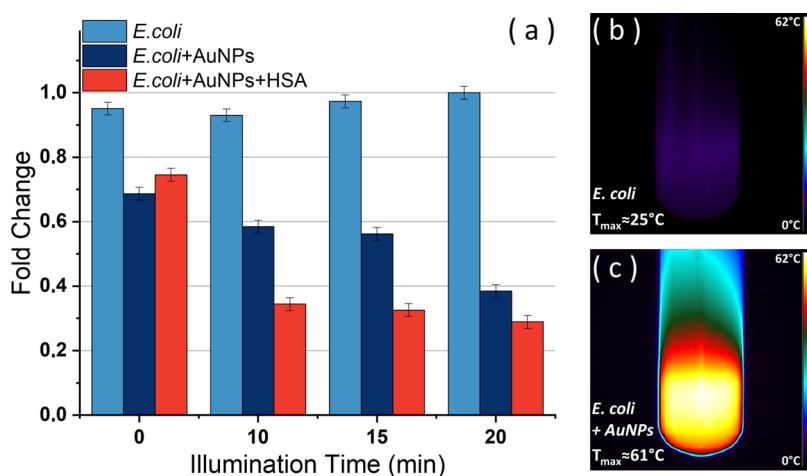 E.coli
E.coli+AuNPs
E.coli+AuNPs+HSA
( a )
Fold Change
1.0
0.8
0.6
0.4
0.2
0.0
0
10
15
20
Illumination Time (min)
( b )
62°C
E. coli
Tmax≈25°C
0°C
( c )
62°C
E. coli
+ AuNPs
Tmax≈61°C
0°C